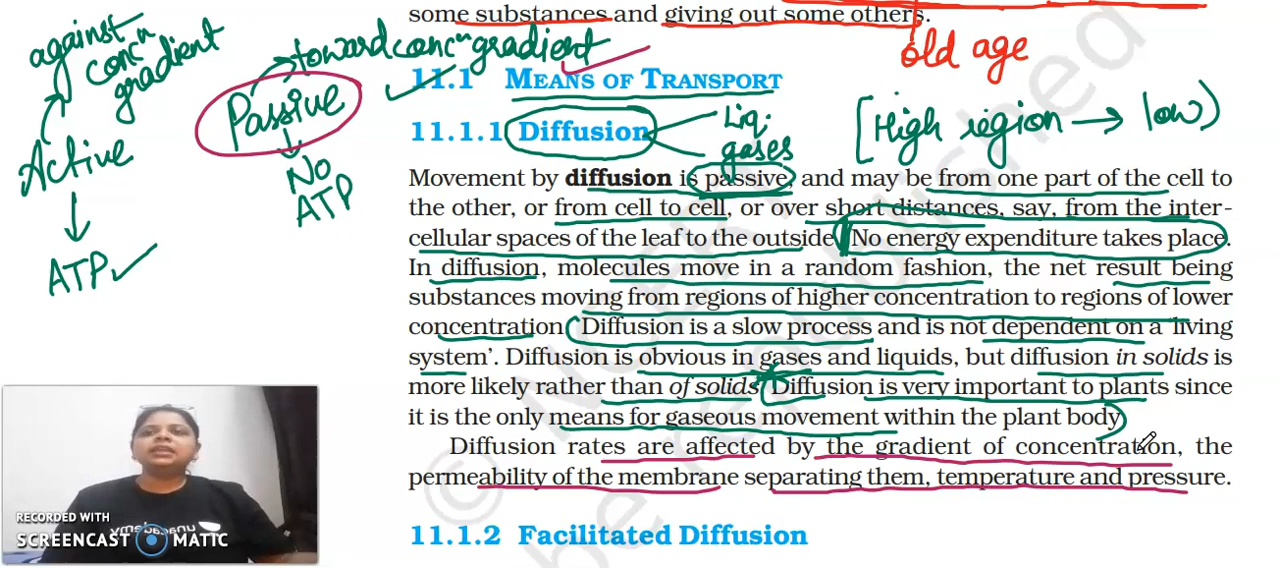 some substances and giving out some others.
old age
against
concⁿ
gradient
toward concⁿ gradient
Active
ATP
Passive
No
ATP
11.1 MEANS OF TRANSPORT
11.1.1 Diffusion
Liq.
gases
[High region → low)
Movement by diffusion is passive, and may be from one part of the cell to
the other, or from cell to cell, or over short distances, say, from the inter-
cellular spaces of the leaf to the outside. No energy expenditure takes place.
In diffusion, molecules move in a random fashion, the net result being
substances moving from regions of higher concentration to regions of lower
concentration. Diffusion is a slow process and is not dependent on a 'living
system'. Diffusion is obvious in gases and liquids, but diffusion in solids is
more likely rather than of solids. Diffusion is very important to plants since
it is the only means for gaseous movement within the plant body.
Diffusion rates are affected by the gradient of concentration, the
permeability of the membrane separating them, temperature and pressure.
11.1.2 Facilitated Diffusion
unacademy
RECORDED WITH
SCREENCAST MATIC